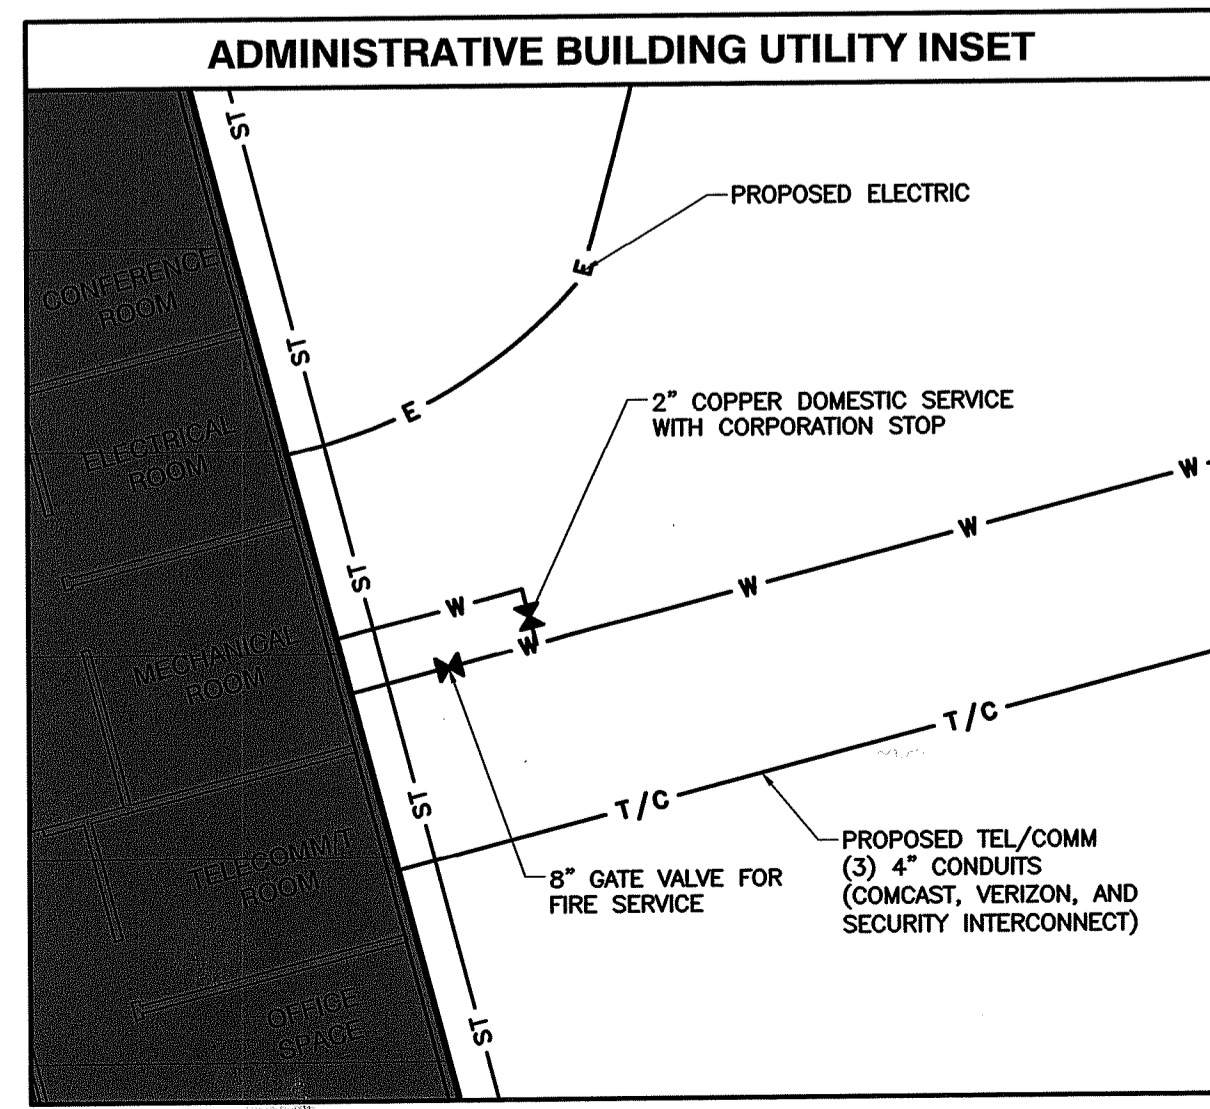 ADMINISTRATIVE BUILDING UTILITY INSET
ST
PROPOSED ELECTRIC
E
CONFERENCE
ROOM
ST
2" COPPER DOMESTIC SERVICE
WITH CORPORATION STOP
E
ELECTRICAL
ROOM
W
W
ST
W
W
W
MECHANICAL
ROOM
T/C
ST
T/C
PROPOSED TEL/COMM
(3) 4" CONDUITS
(COMCAST, VERIZON, AND
SECURITY INTERCONNECT)
TELECOMM/T
ROOM
8" GATE VALVE FOR
FIRE SERVICE
OFFICE
SPACE
ST